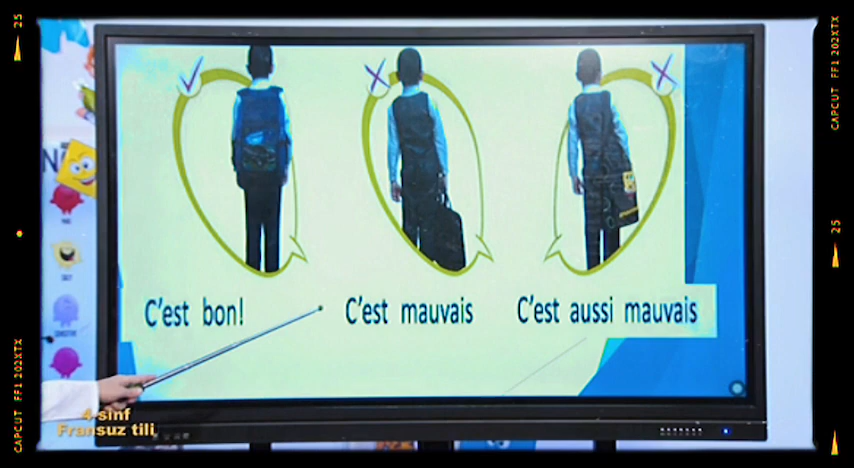 C'est bon!
C'est mauvais
C'est aussi mauvais
4-sinf
Fransuz tili
25
CAPCUT FF1 202XTX
CAPCUT FF1 202XTX
25